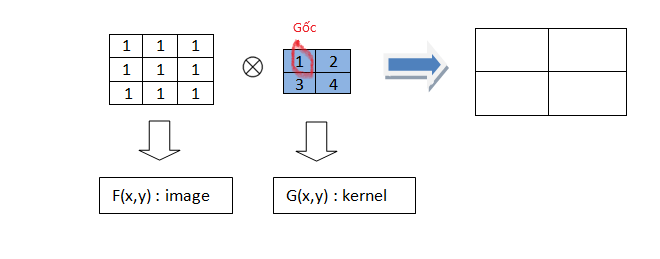 Gốc
1 1 1
1 1 1
1 1 1
1 2
3 4
F(x,y) : image
G(x,y) : kernel